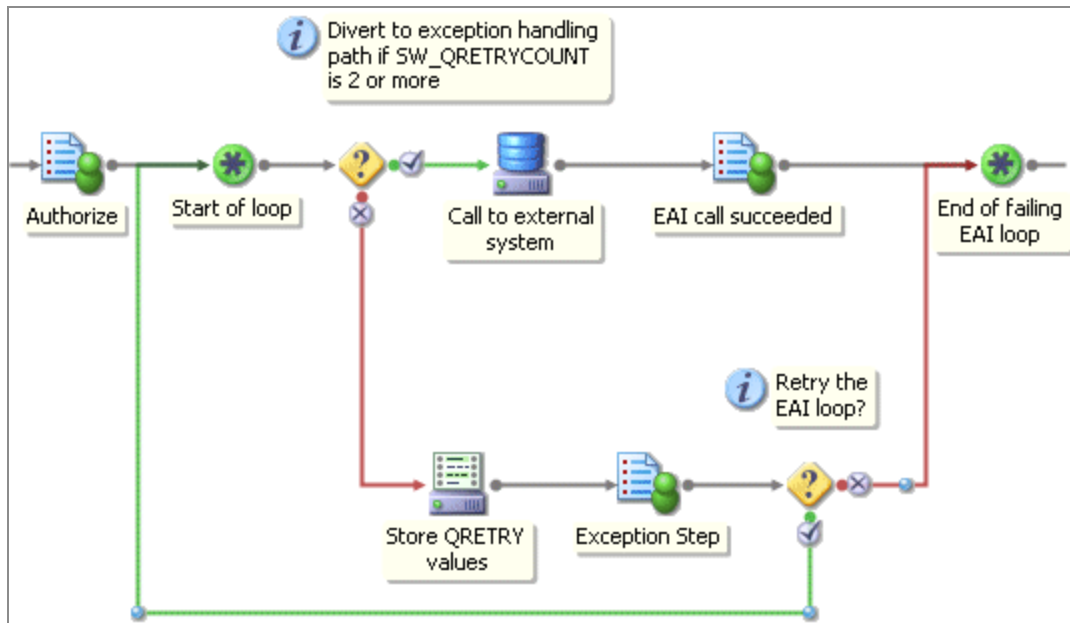 Divert to exception handling
path if SW_QRETRYCOUNT
is 2 or more
Authorize
Start of loop
Call to external
system
EAI call succeeded
End of failing
EAI loop
Retry the
EAI loop?
Store QRETRY
values
Exception Step